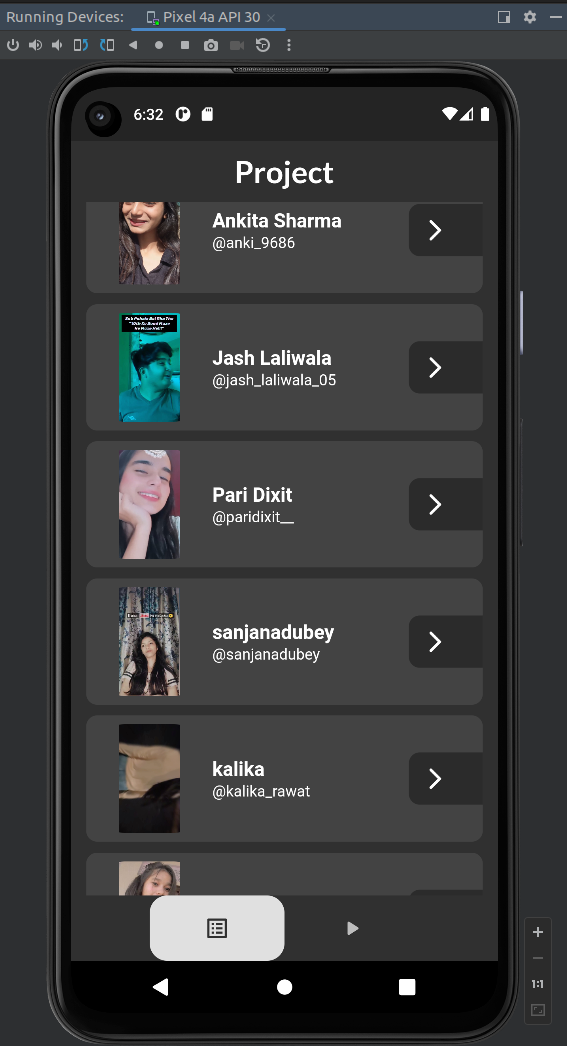 Running Devices:
Pixel 4a API 30
6:32
Project
Ankita Sharma
@anki_9686
Jash Laliwala
@jash_laliwala_05
Pari Dixit
@paridixit__
sanjanadubey
@sanjanadubey
kalika
@kalika_rawat
1:1